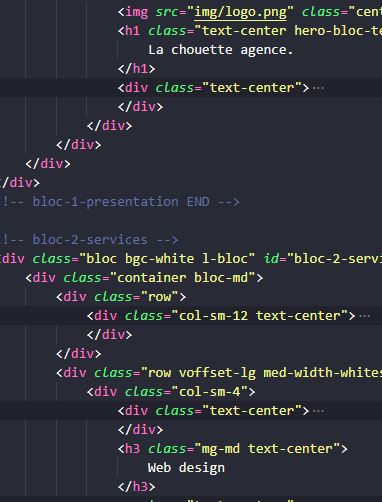 <img src="img/logo.png" class="cent
<h1 class="text-center hero-bloc-te
La chouette agence.
</h1>
<div class="text-center">···
</div>
</div>
</div>
</div>
</div>
!-- bloc-1-presentation END -->
!-- bloc-2-services -->
<div class="bloc bgc-white l-bloc" id="bloc-2-servi
<div class="container bloc-md">
<div class="row">
<div class="col-sm-12 text-center">···
</div>
</div>
<div class="row voffset-lg med-width-whites
<div class="col-sm-4">
<div class="text-center">···
</div>
<h3 class="mg-md text-center">
Web design
</h3>